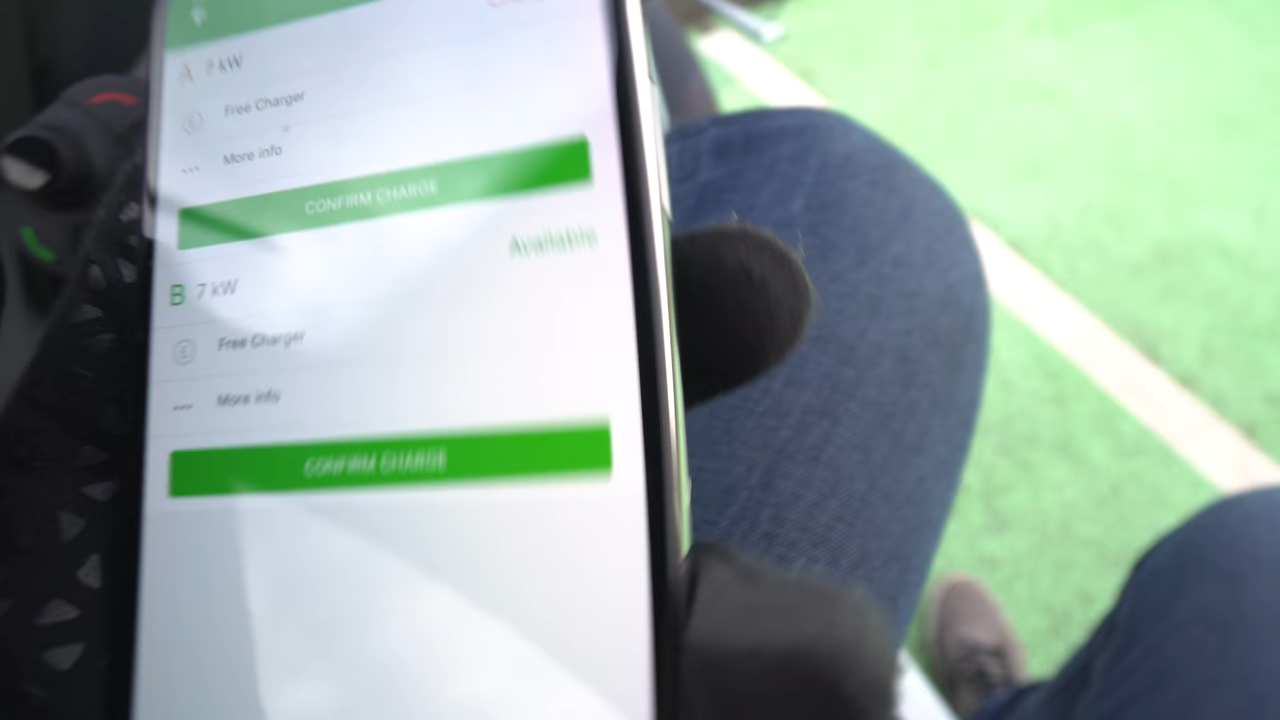 A 7 kW
Free Charger
More info
CONFIRM CHARGE
Available
B 7 kW
Free Charger
More info
CONFIRM CHARGE